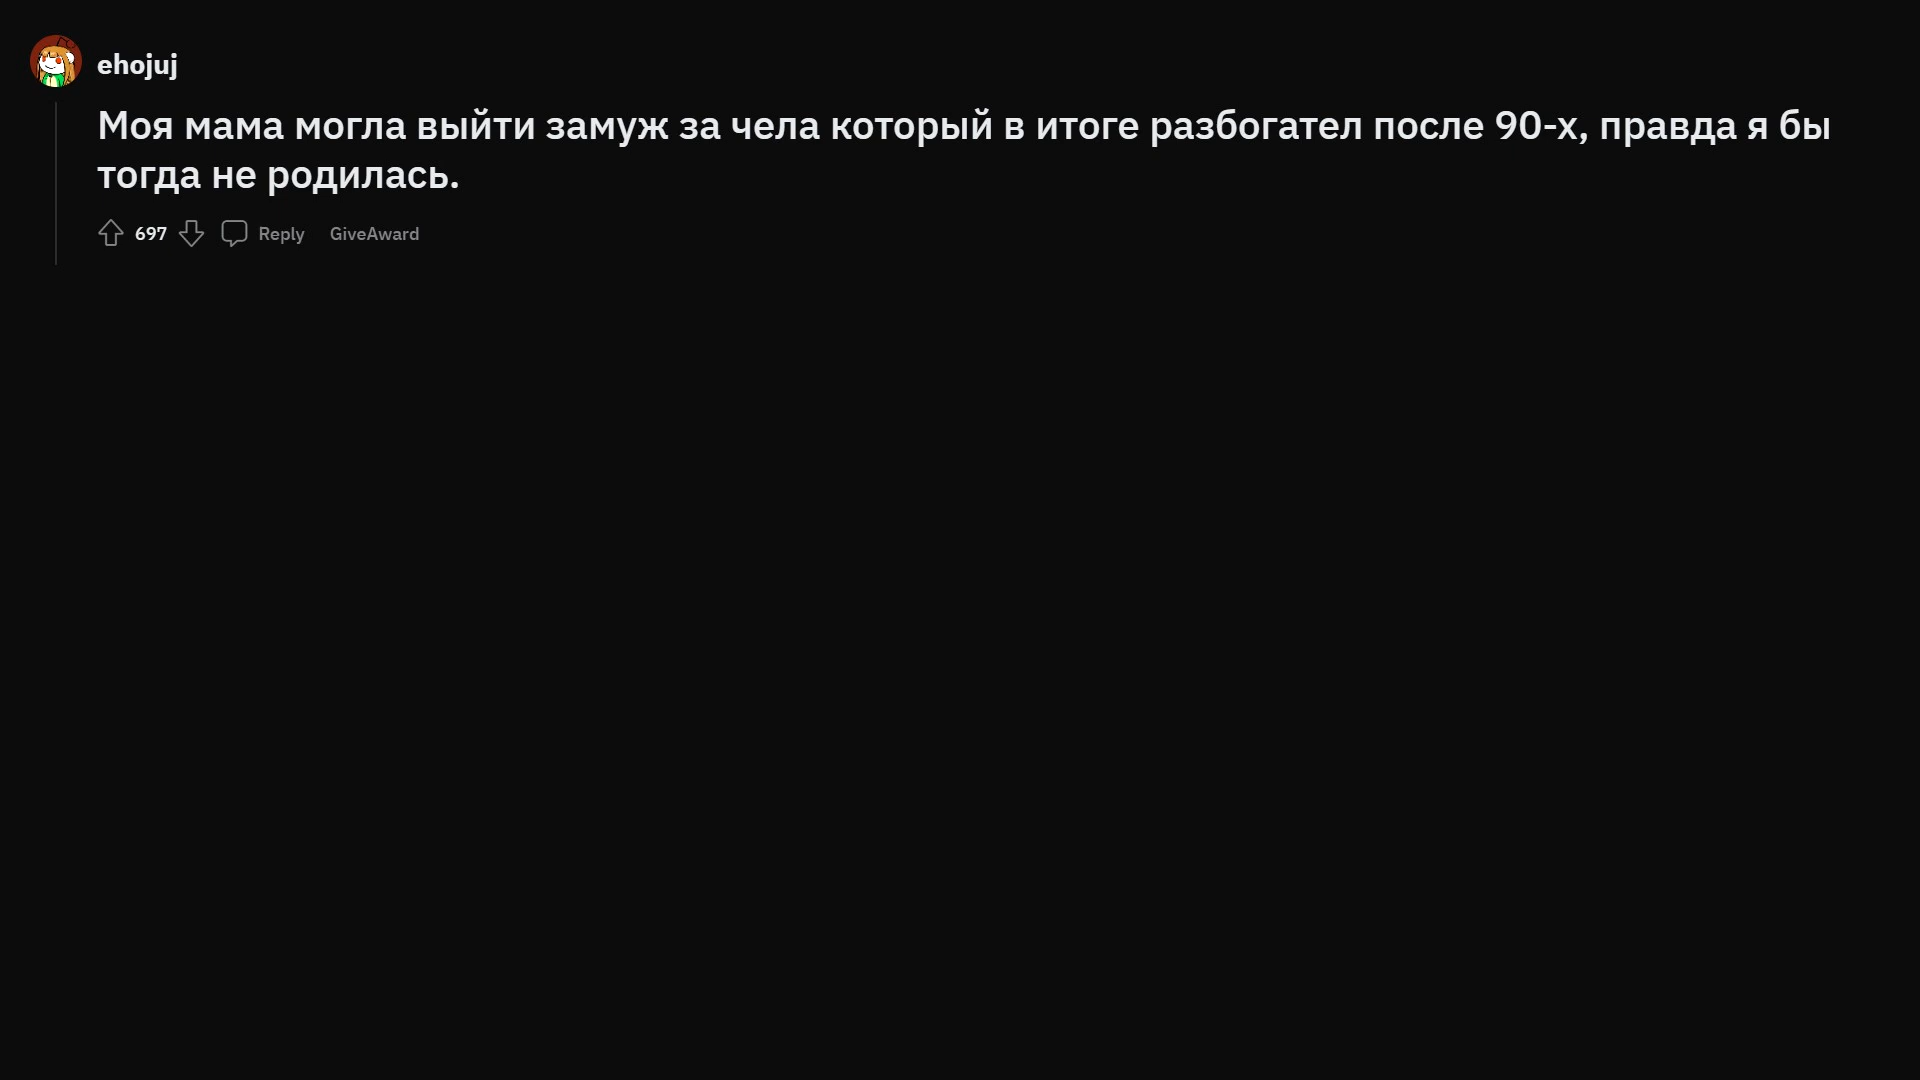 ehojuj
Моя мама могла выйти замуж за чела который в итоге разбогател после 90-х, правда я бы
тогда не родилась.
697 Reply GiveAward